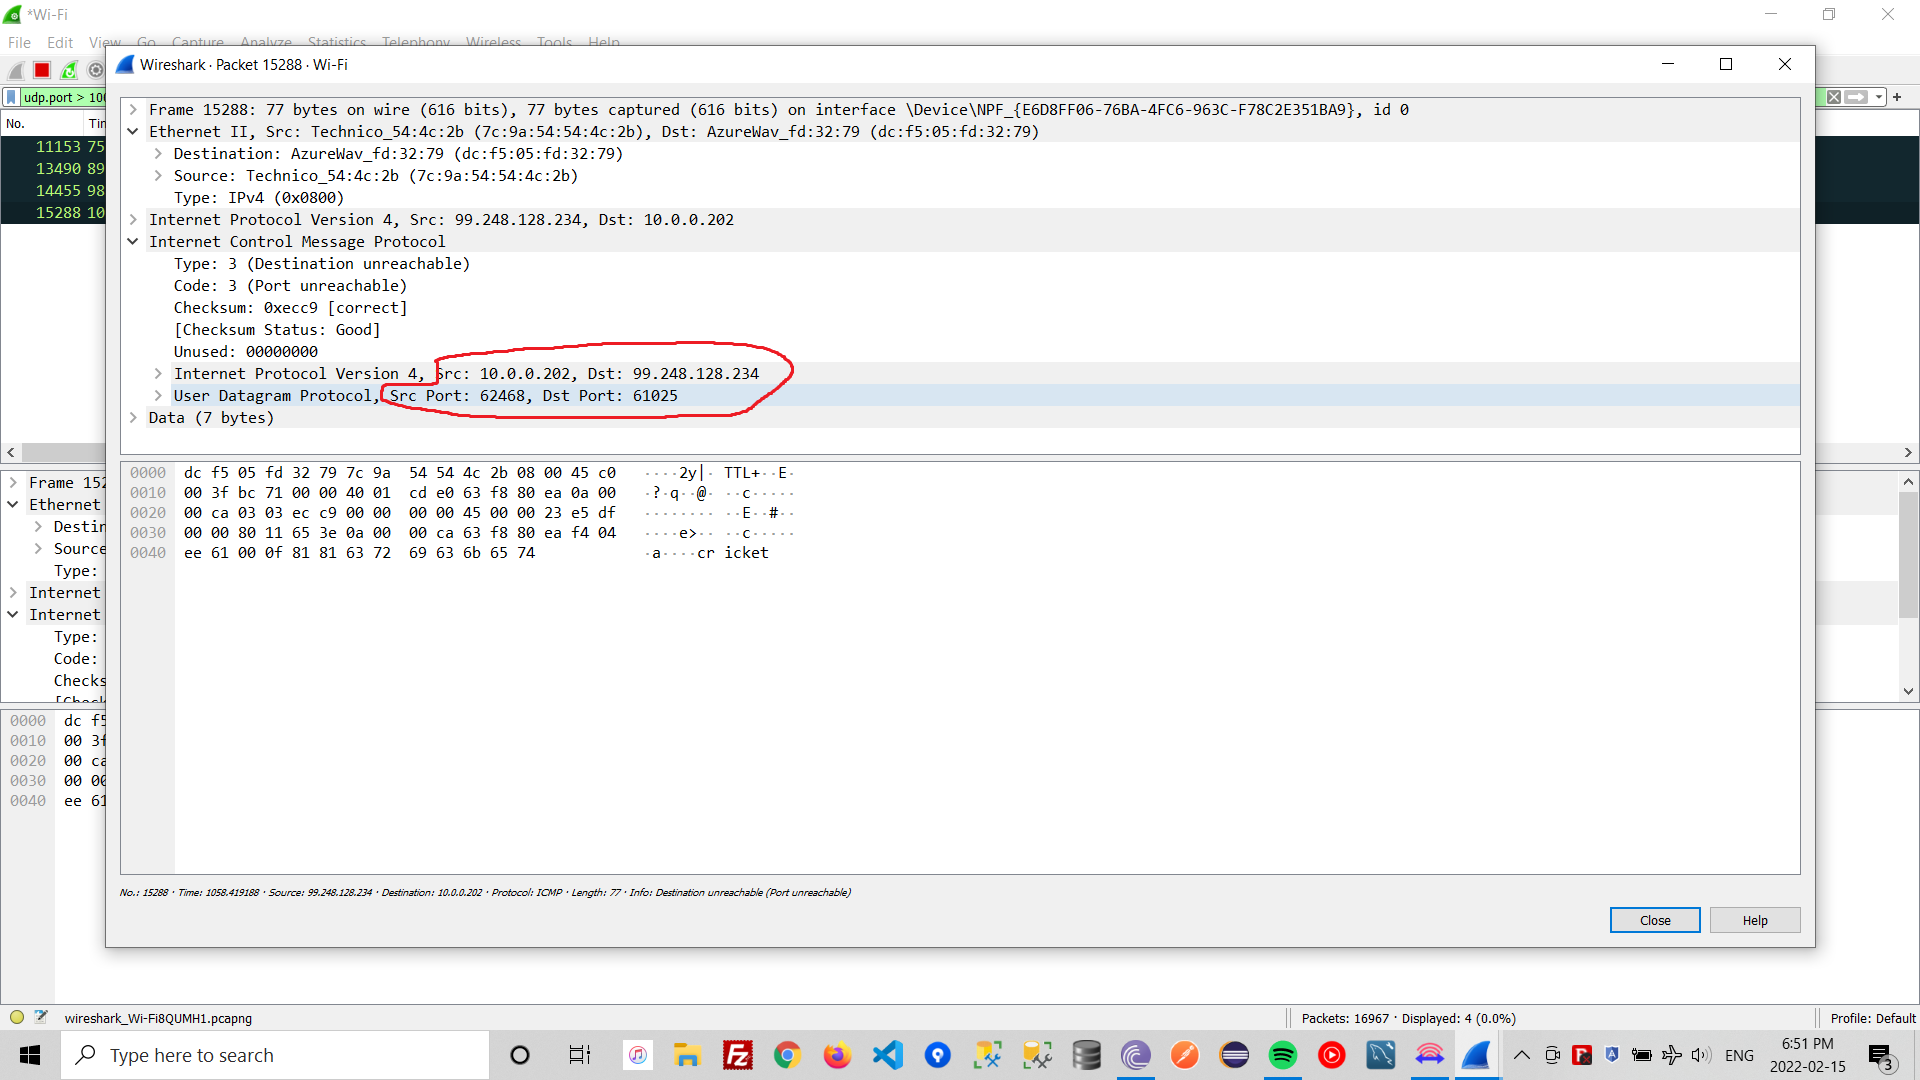 *Wi-Fi
File Edit View Go Capture Analyze Statistics Telephony Wireless Tools Help
Wireshark · Packet 15288 · Wi-Fi
udp.port > 100
No.
11153 75
13490 89
14455 98
15288 10
Frame 15288: 77 bytes on wire (616 bits), 77 bytes captured (616 bits) on interface \Device\NPF_{E6D8FF06-76BA-4FC6-963C-F78C2E351BA9}, id 0
Ethernet II, Src: Technico_54:4c:2b (7c:9a:54:54:4c:2b), Dst: AzureWav_fd:32:79 (dc:f5:05:fd:32:79)
Destination: AzureWav_fd:32:79 (dc:f5:05:fd:32:79)
Source: Technico_54:4c:2b (7c:9a:54:54:4c:2b)
Type: IPv4 (0x0800)
Internet Protocol Version 4, Src: 99.248.128.234, Dst: 10.0.0.202
Internet Control Message Protocol
Type: 3 (Destination unreachable)
Code: 3 (Port unreachable)
Checksum: 0xecc9 [correct]
[Checksum Status: Good]
Unused: 00000000
Internet Protocol Version 4, Src: 10.0.0.202, Dst: 99.248.128.234
User Datagram Protocol, Src Port: 62468, Dst Port: 61025
Data (7 bytes)
0000 dc f5 05 fd 32 79 7c 9a 54 54 4c 2b 08 00 45 c0 ····2y|· TTL+··E·
0010 00 3f bc 71 00 00 40 01 cd e0 63 f8 80 ea 0a 00 ·?·q··@· ··c·····
0020 00 ca 03 03 ec c9 00 00 00 00 45 00 00 23 e5 df ········ ··E··#··
0030 00 00 80 11 65 3e 0a 00 00 ca 63 f8 80 ea f4 04 ····e>·· ··c·····
0040 ee 61 00 0f 81 81 63 72 69 63 6b 65 74 ·a····cr icket
No.: 15288 · Time: 1058.419188 · Source: 99.248.128.234 · Destination: 10.0.0.202 · Protocol: ICMP · Length: 77 · Info: Destination unreachable (Port unreachable)
Close Help
Frame 152
Ethernet
Destin
Source
Type:
Internet
Internet
Type:
Code:
Checks
0000 dc f5
0010 00 3f
0020 00 ca
0030 00 00
0040 ee 61
wireshark_Wi-Fi8QUMH1.pcapng
Packets: 16967 · Displayed: 4 (0.0%)
Profile: Default
Type here to search
ENG
6:51 PM
2022-02-15
3